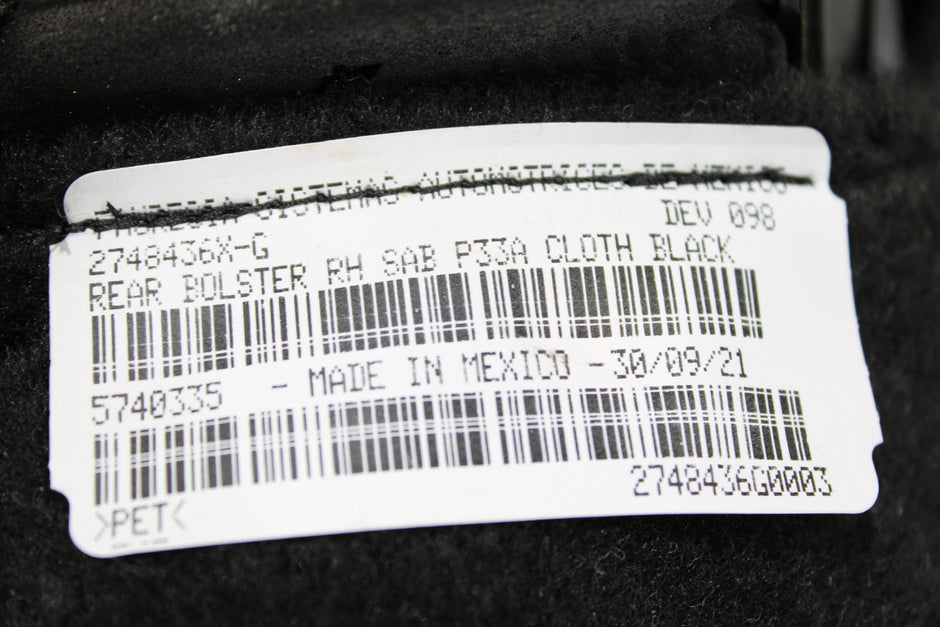 FAURECIA SISTEMAS AUTOMOTRICES DE MEXICO
2748436X-G DEV 098
REAR BOLSTER RH SAB P33A CLOTH BLACK
5740335 - MADE IN MEXICO - 30/09/21
2748436G0003
>PET<